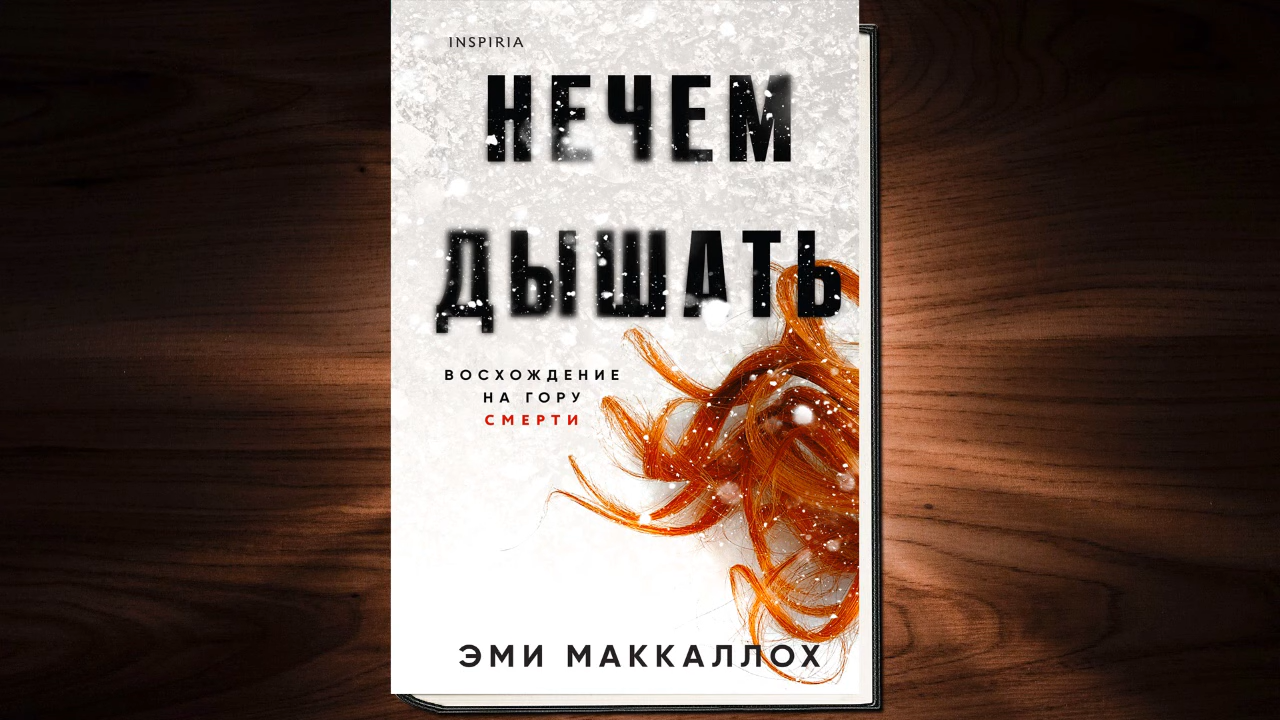 INSPIRIA
НЕЧЕМ
ДЫШАТЬ
ВОСХОЖДЕНИЕ
НА ГОРУ
СМЕРТИ
ЭМИ МАККАЛЛОХ